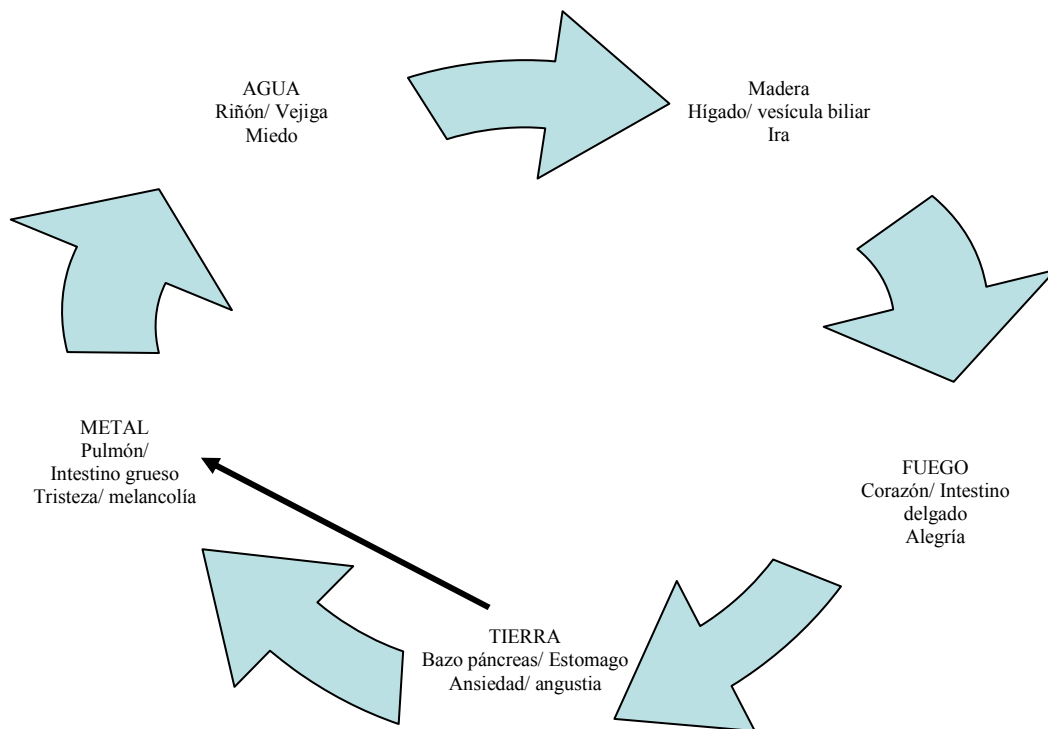 AGUA
Riñón/ Vejiga
Miedo
Madera
Hígado/ vesícula biliar
Ira
METAL
Pulmón/
Intestino grueso
Tristeza/ melancolía
FUEGO
Corazón/ Intestino
delgado
Alegría
TIERRA
Bazo páncreas/ Estomago
Ansiedad/ angustia